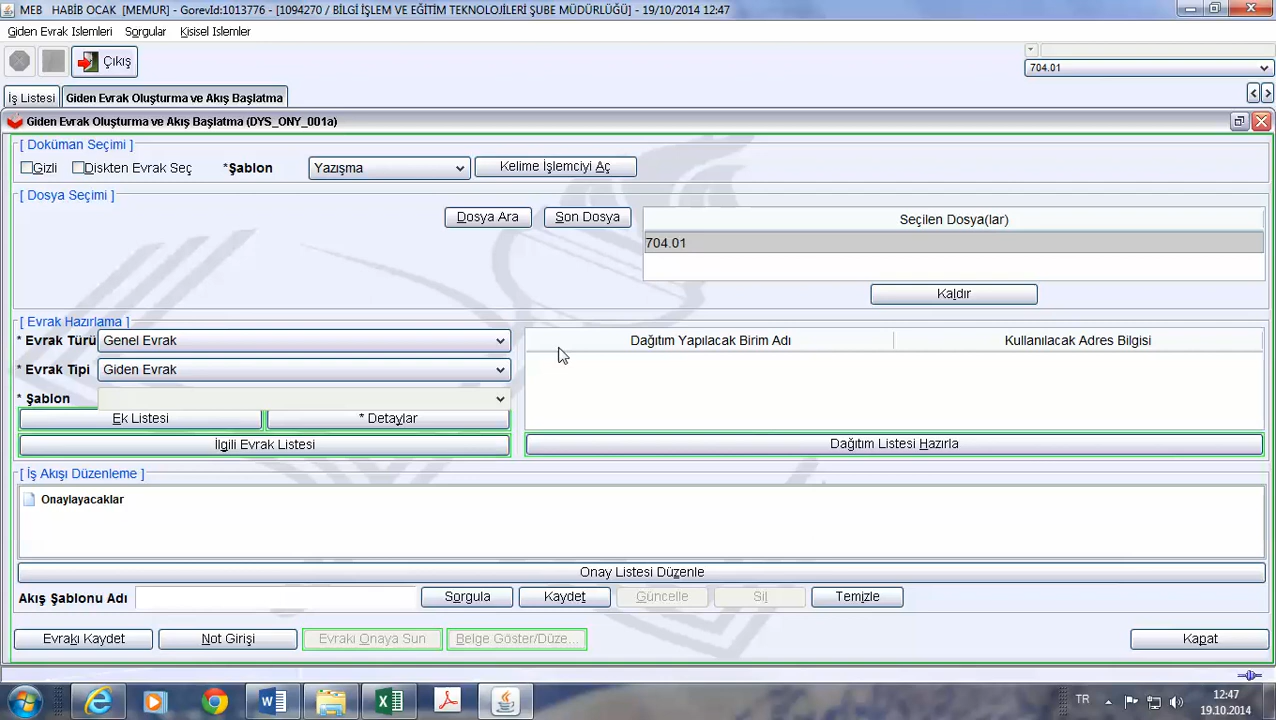 MEB HABİB OCAK [MEMUR] - GorevId:1013776 - [1094270 / BİLGİ İŞLEM VE EĞİTİM TEKNOLOJİLERİ ŞUBE MÜDÜRLÜĞÜ] - 19/10/2014 12:47
Giden Evrak Islemleri Sorgular Kisisel Islemler
Çıkış
704.01
İş Listesi Giden Evrak Oluşturma ve Akış Başlatma
Giden Evrak Oluşturma ve Akış Başlatma (DYS_ONY_001a)
[ Doküman Seçimi ]
Gizli Diskten Evrak Seç *Şablon Yazışma Kelime İşlemciyi Aç
[ Dosya Seçimi ]
Dosya Ara Son Dosya Seçilen Dosya(lar)
704.01
Kaldır
[ Evrak Hazırlama ]
* Evrak Türü Genel Evrak Dağıtım Yapılacak Birim Adı Kullanılacak Adres Bilgisi
* Evrak Tipi Giden Evrak
* Şablon
Ek Listesi * Detaylar
İlgili Evrak Listesi Dağıtım Listesi Hazırla
[ İş Akışı Düzenleme ]
Onaylayacaklar
Onay Listesi Düzenle
Akış Şablonu Adı Sorgula Kaydet Güncelle Sil Temizle
Evrakı Kaydet Not Girişi Evrakı Onaya Sun Belge Göster/Düze... Kapat
TR 12:47
19.10.2014